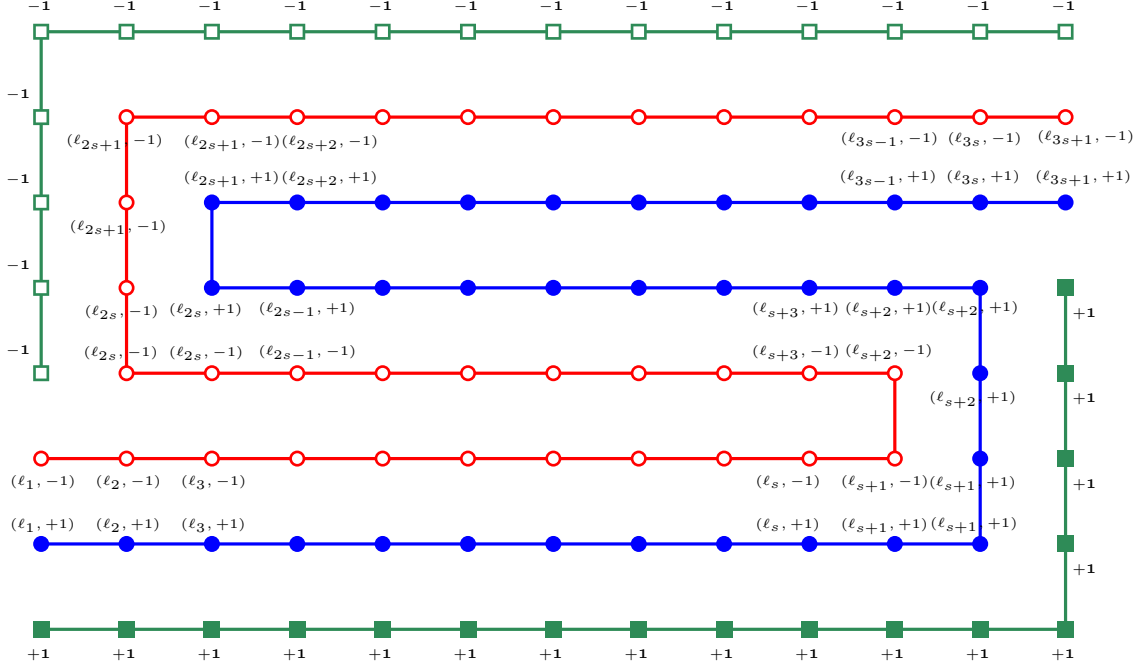 −1 −1 −1 −1 −1 −1 −1 −1 −1 −1 −1 −1 −1
−1
(ℓ₂ₛ₊₁, −1) (ℓ₂ₛ₊₁, −1) (ℓ₂ₛ₊₂, −1) (ℓ₃ₛ₋₁, −1) (ℓ₃ₛ, −1) (ℓ₃ₛ₊₁, −1)
−1 (ℓ₂ₛ₊₁, +1) (ℓ₂ₛ₊₂, +1) (ℓ₃ₛ₋₁, +1) (ℓ₃ₛ, +1) (ℓ₃ₛ₊₁, +1)
(ℓ₂ₛ₊₁, −1)
−1
(ℓ₂ₛ, −1) (ℓ₂ₛ, +1) (ℓ₂ₛ₋₁, +1) (ℓₛ₊₃, +1) (ℓₛ₊₂, +1) (ℓₛ₊₂, +1) +1
−1 (ℓ₂ₛ, −1) (ℓ₂ₛ, −1) (ℓ₂ₛ₋₁, −1) (ℓₛ₊₃, −1) (ℓₛ₊₂, −1)
(ℓₛ₊₂, +1) +1
(ℓ₁, −1) (ℓ₂, −1) (ℓ₃, −1) (ℓₛ, −1) (ℓₛ₊₁, −1) (ℓₛ₊₁, +1) +1
(ℓ₁, +1) (ℓ₂, +1) (ℓ₃, +1) (ℓₛ, +1) (ℓₛ₊₁, +1) (ℓₛ₊₁, +1)
+1
+1 +1 +1 +1 +1 +1 +1 +1 +1 +1 +1 +1 +1